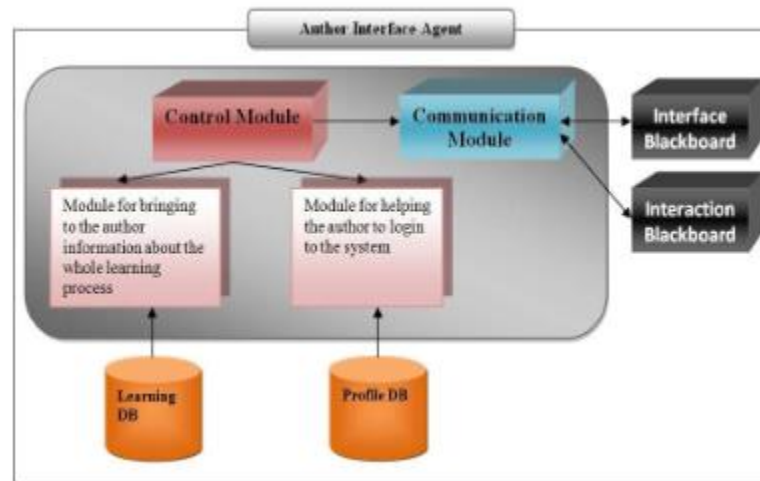 Author Interface Agent
Control Module
Communication
Module
Interface
Blackboard
Interaction
Blackboard
Module for bringing
to the author
information about the
whole learning
process
Module for helping
the author to login
to the system
Learning
DB
Profile DB